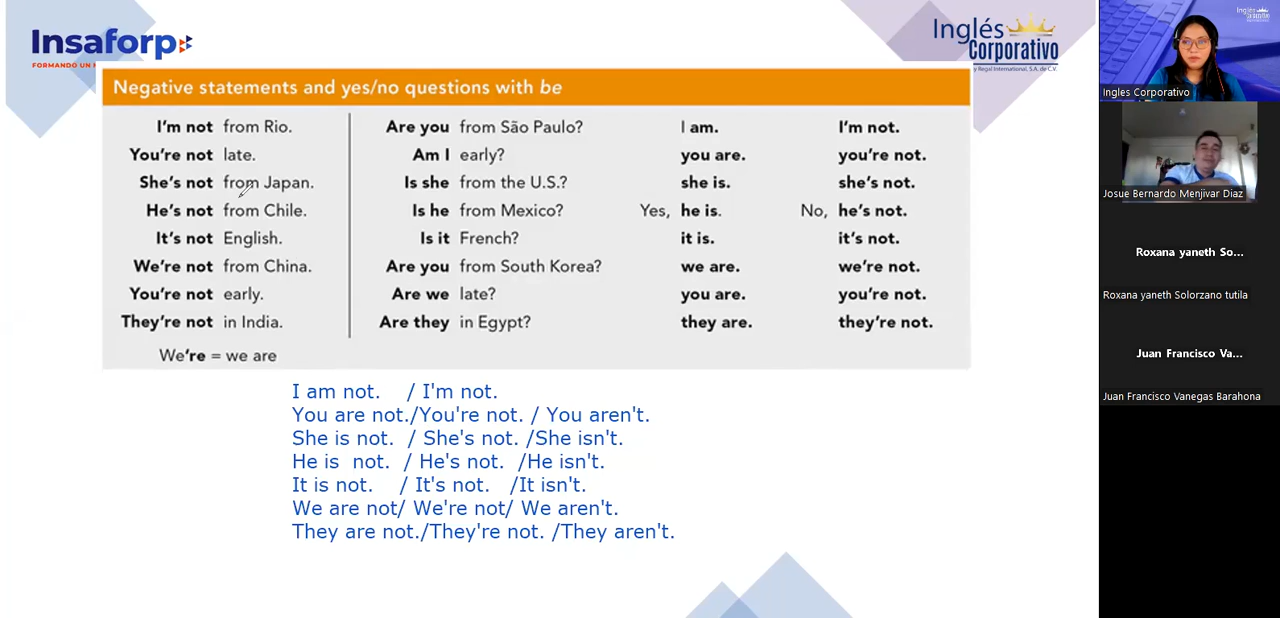 Insaforp
FORMANDO UN
Inglés
Corporativo
Negative statements and yes/no questions with be
I'm not from Rio. Are you from São Paulo? I am. I'm not.
You're not late. Am I early? you are. you're not.
She's not from Japan. Is she from the U.S.? she is. she's not.
He's not from Chile. Is he from Mexico? Yes, he is. No, he's not.
It's not English. Is it French? it is. it's not.
We're not from China. Are you from South Korea? we are. we're not.
You're not early. Are we late? you are. you're not.
They're not in India. Are they in Egypt? they are. they're not.
We're = we are
I am not. / I'm not.
You are not./You're not. / You aren't.
She is not. / She's not. /She isn't.
He is not. / He's not. /He isn't.
It is not. / It's not. /It isn't.
We are not/ We're not/ We aren't.
They are not./They're not. /They aren't.
Ingles Corporativo
Josue Bernardo Menjivar Diaz
Roxana yaneth So...
Roxana yaneth Solorzano tutila
Juan Francisco Va...
Juan Francisco Vanegas Barahona